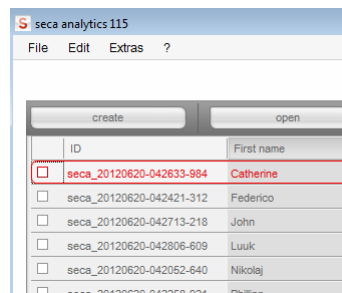 S seca analytics 115
File Edit Extras ?
create open
ID First name
seca_20120620-042633-984 Catherine
seca_20120620-042421-312 Federico
seca_20120620-042713-218 John
seca_20120620-042806-609 Luuk
seca_20120620-042052-640 Nikolaj